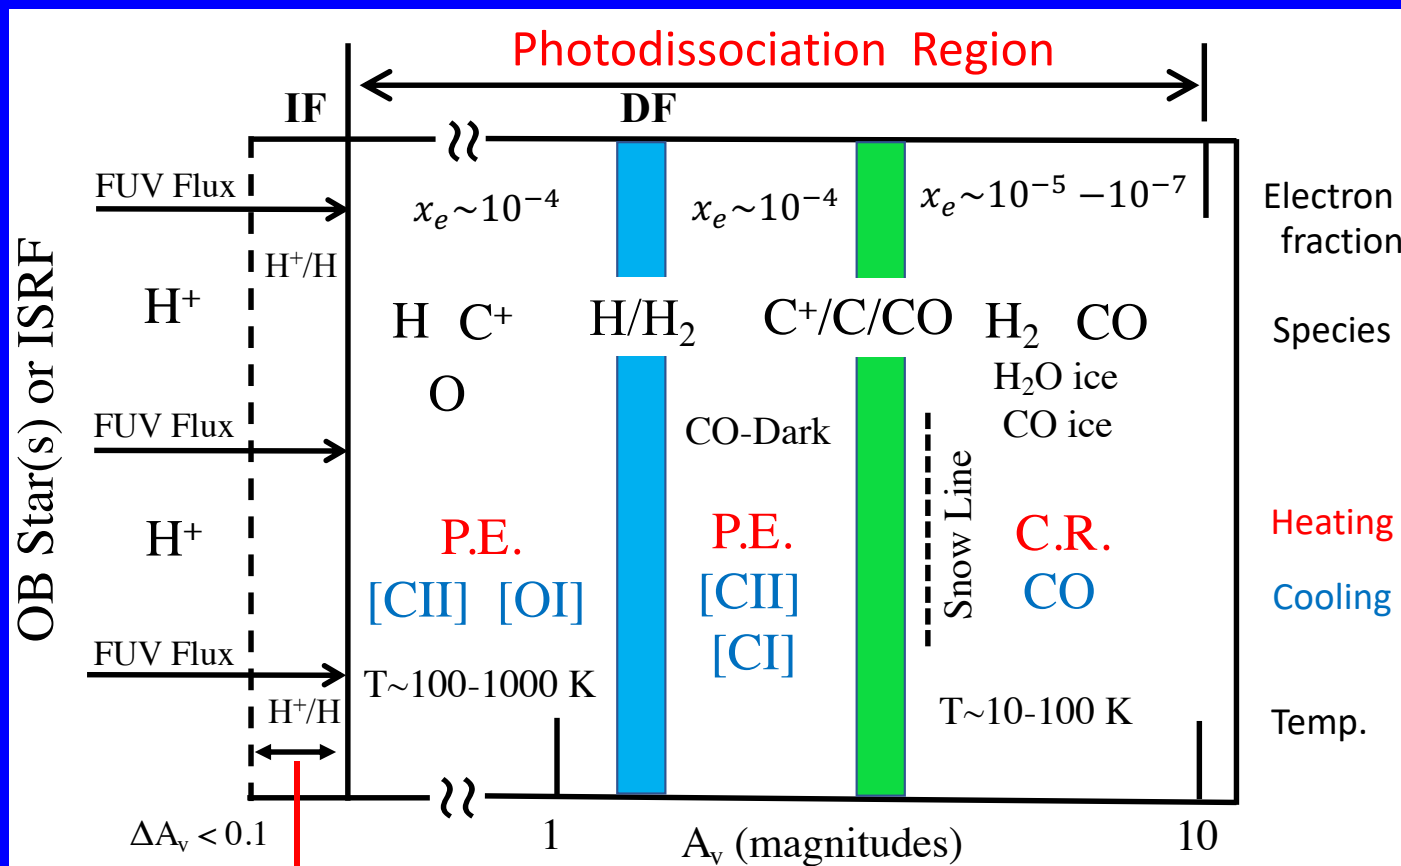 Photodissociation Region
IF
DF
FUV Flux
x_e~10⁻⁴
x_e~10⁻⁴
x_e~10⁻⁵ −10⁻⁷
Electron
fraction
OB Star(s) or ISRF
H⁺/H
H⁺
H C⁺
H/H₂
C⁺/C/CO
H₂ CO
Species
O
H₂O ice
CO ice
FUV Flux
CO-Dark
Snow Line
H⁺
P.E.
P.E.
C.R.
Heating
[CII] [OI]
[CII]
CO
Cooling
[CI]
FUV Flux
T~100-1000 K
H⁺/H
T~10-100 K
Temp.
ΔAᵥ < 0.1
1
Aᵥ (magnitudes)
10